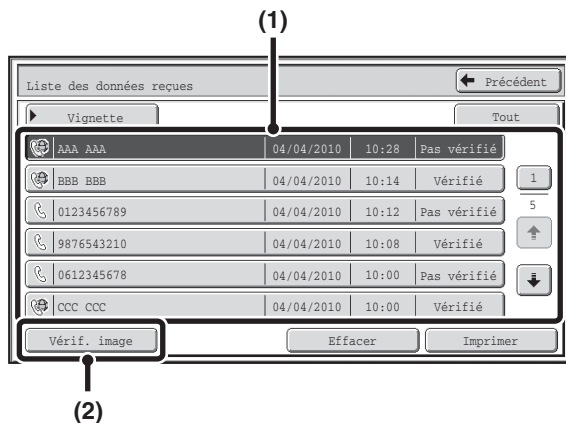 (1)
Liste des données reçues Précédent
Vignette Tout
AAA AAA 04/04/2010 10:28 Pas vérifié
BBB BBB 04/04/2010 10:14 Vérifié 1
0123456789 04/04/2010 10:12 Pas vérifié 5
9876543210 04/04/2010 10:08 Vérifié
0612345678 04/04/2010 10:00 Pas vérifié
CCC CCC 04/04/2010 10:00 Vérifié
Vérif. image Effacer Imprimer
(2)